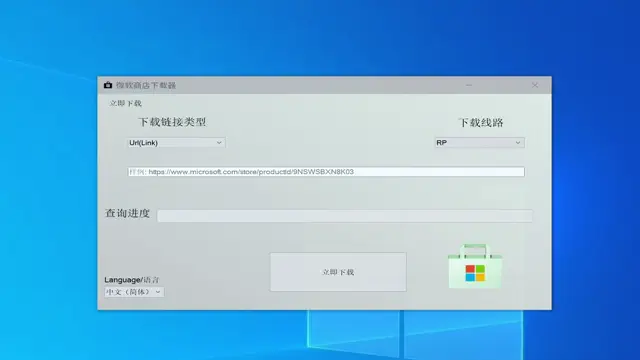 微软商店下载器
立即下载
下载链接类型
下载线路
Url(Link)
RP
样例: https://www.microsoft.com/store/productId/9NSWSBXN8K03
查询进度
立即下载
Language/语言
中文（简体）